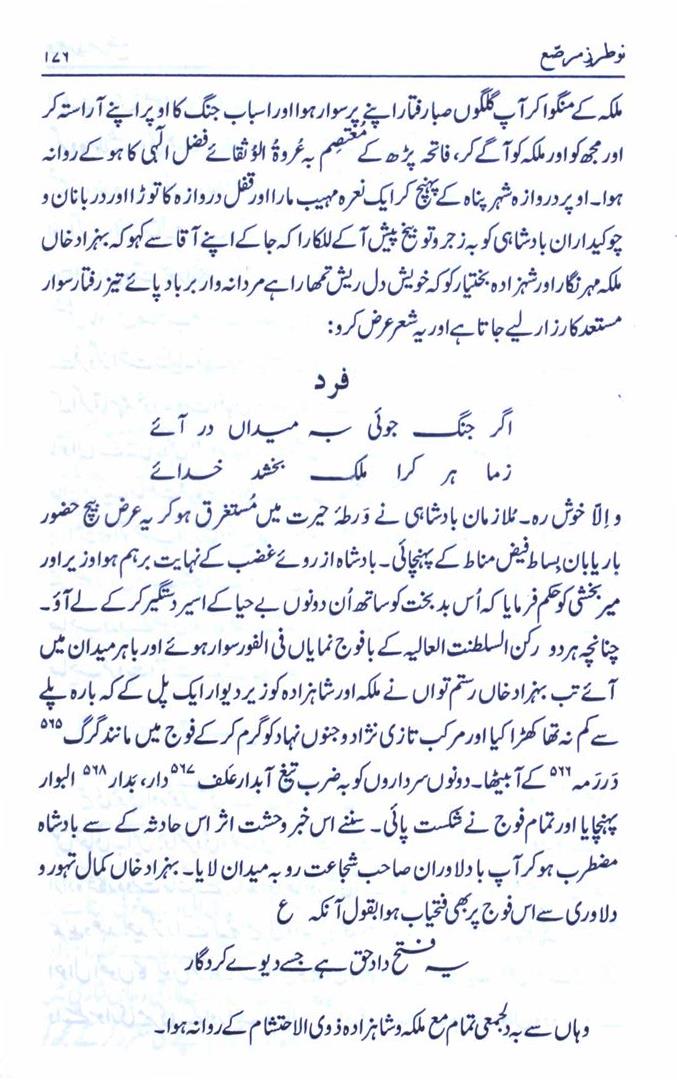 نو طرز مرصّع
۱۷۶
ملکہ کے منگوا کر آپ گلگوں صبا رفتار اپنے پر سوار ہوا اور اسباب جنگ کا اوپر اپنے آراستہ کر
اور مجھ کو اور ملکہ کو آگے کر، فاتحہ پڑھ کے مُعتصِم بہ عُروۃُ الوُثقائے فضل الٰہی کا ہو کے روانہ
ہوا۔ اوپر دروازہ شہر پناہ کے پہنچ کر ایک نعرہ مہیب مارا اور قفل دروازہ کا توڑا اور دربانان و
چوکیداران بادشاہی کو بہ زجر و توبیخ پیش آکے للکارا کہ جا کے اپنے آقا سے کہو کہ بہزاد خاں
ملکہ مہر نگار اور شہزادہ بختیار کو کہ خویش دل ریش تمھارا ہے مردانہ وار بر باد پائے تیز رفتار سوار
مستعد کارزار لیے جاتا ہے اور یہ شعر عرض کرو:
فرد
اگر جنگ جوئی بہ میداں در آئے
زما ہر کرا ملک بخشد خدائے
و اِلّا خوش رہ۔ مُلازمان بادشاہی نے وَرطۂ حیرت میں مُستغرق ہو کر یہ عرض بیچ حضور
باریابان بِساط فیض مناط کے پہنچائی۔ بادشاہ از روئے غضب کے نہایت برہم ہوا وزیر اور
میر بخشی کو حکم فرمایا کہ اُس بدبخت کو ساتھ اُن دونوں بے حیا کے اسیر دستگیر کر کے لے آؤ۔
چنانچہ ہر دو رکن السلطنت العالیہ کے بافوج نمایاں فی الفور سوار ہوئے اور باہر میدان میں
آئے تب بہزاد خاں رستم تواں نے ملکہ اور شاہزادہ کو زیر دیوار ایک پل کے کہ بارہ پلے
سے کم نہ تھا کھڑا کیا اور مرکب تازی نژاد و جنوں نہاد کو گرم کر کے فوج میں مانند گرگ ۵۶۵
دَر رَمہ ۵۶۶ کے آ بیٹھا۔ دونوں سرداروں کو بہ ضرب تیغ آبدار عَلَف ۵۶۷ دار، بَدار ۵۶۸ البوار
پہنچایا اور تمام فوج نے شکست پائی۔ سننے اس خبر وحشت اثر اس حادثہ کے سے بادشاہ
مضطرب ہو کر آپ با دلاوران صاحب شجاعت رو بہ میدان لایا۔ بہزاد خاں کمال تہور و
دلاوری سے اس فوج پر بھی فتحیاب ہوا بقول آنکہ ع
یہ فتح داد حق ہے جسے دیوے کردگار
وہاں سے بہ دلجمعی تمام مع ملکہ و شاہزادہ ذوی الاحتشام کے روانہ ہوا۔